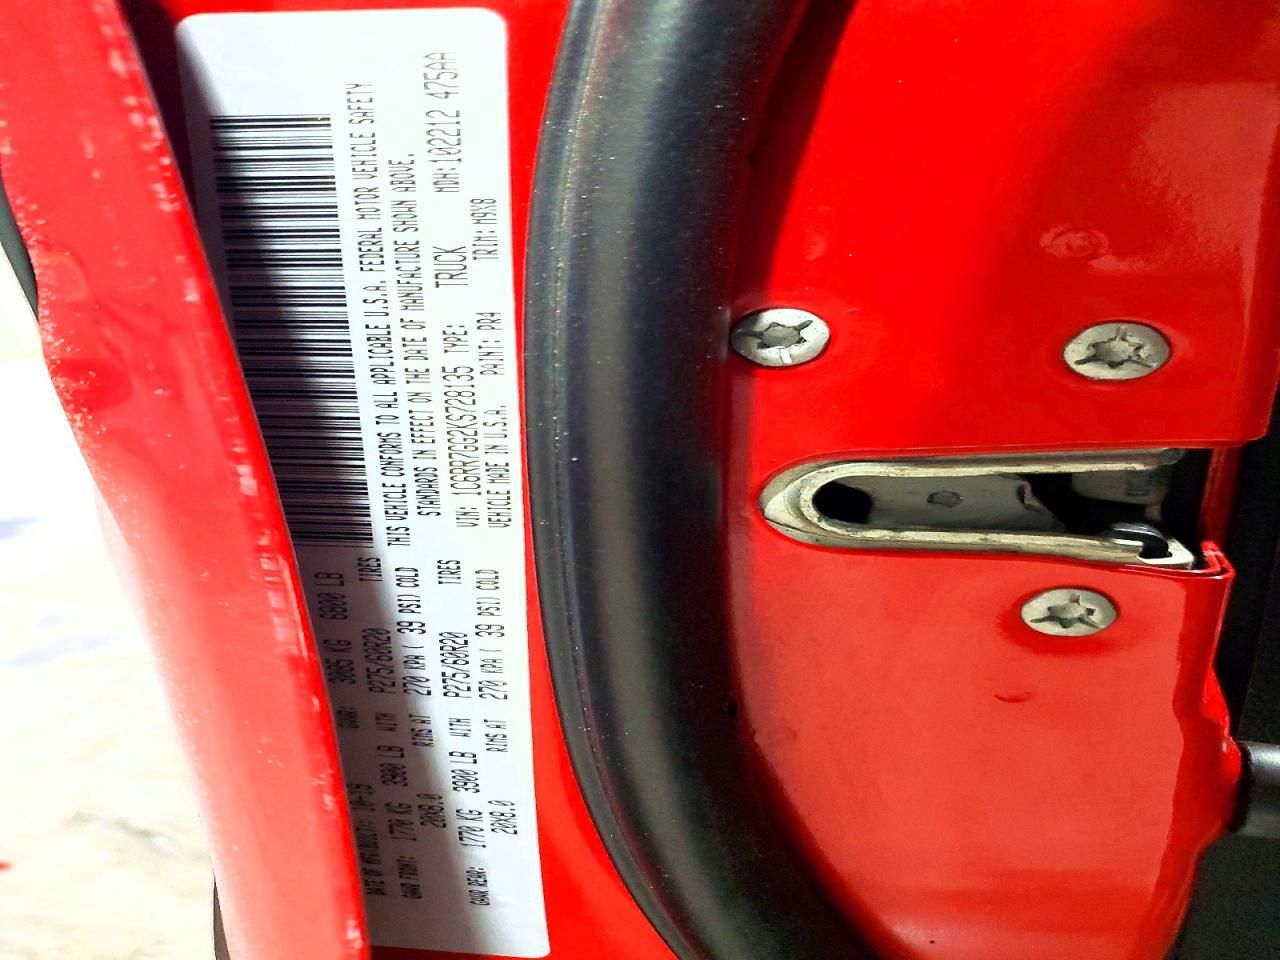 DATE OF MFR(BUILT): 10-19 GVWR: 3085 KG 6800 LB
GAWR FRONT: 1770 KG 3900 LB WITH P275/60R20 TIRES
20X8.0 RIMS AT 270 KPA ( 39 PSI) COLD
GAWR REAR: 1770 KG 3900 LB WITH P275/60R20 TIRES
20X8.0 RIMS AT 270 KPA ( 39 PSI) COLD
THIS VEHICLE CONFORMS TO ALL APPLICABLE U.S.A. FEDERAL MOTOR VEHICLE SAFETY
STANDARDS IN EFFECT ON THE DATE OF MANUFACTURE SHOWN ABOVE.
VIN: 1C6RR7GG2KS728135 TYPE: TRUCK MDH:102212 475AA
VEHICLE MADE IN U.S.A. PAINT: PR4 TRIM: M9X8